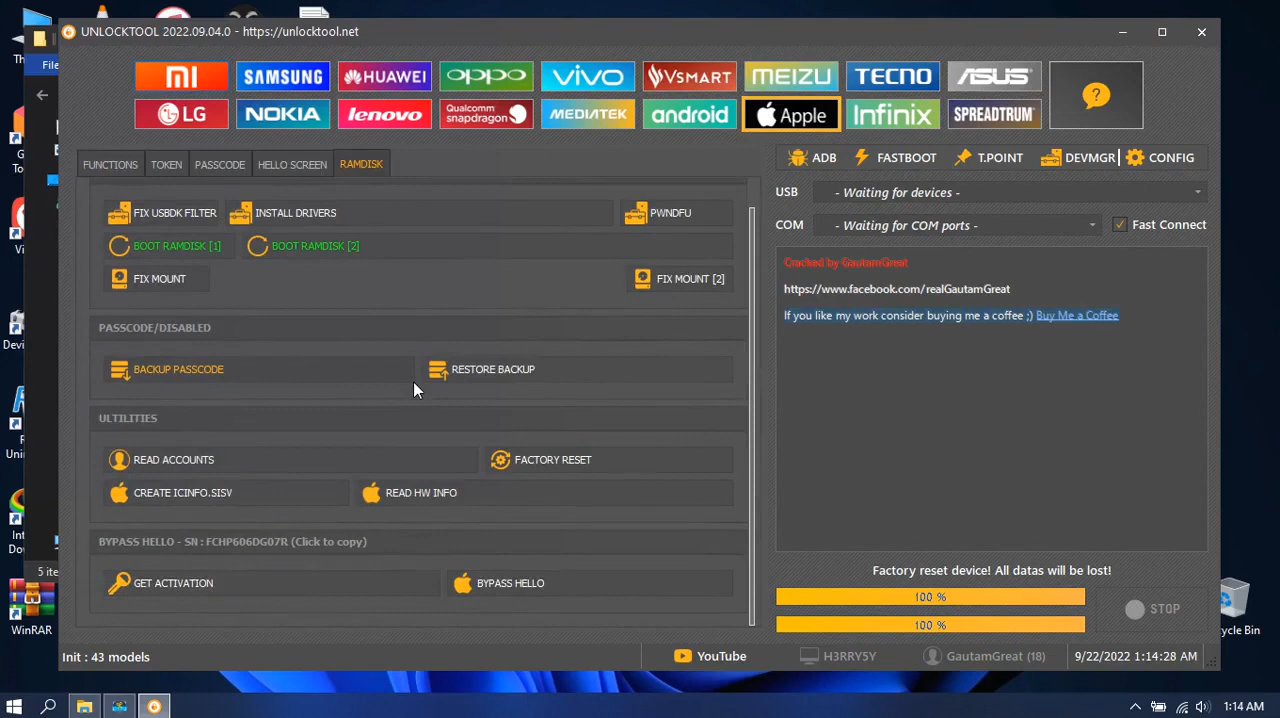 UNLOCKTOOL 2022.09.04.0 - https://unlocktool.net
File
mi SAMSUNG HUAWEI oppo vivo VSMART MEIZU TECNO ASUS ?
LG NOKIA lenovo Qualcomm snapdragon MEDIATEK android Apple Infinix SPREADTRUM
FUNCTIONS TOKEN PASSCODE HELLO SCREEN RAMDISK
ADB FASTBOOT T.POINT DEVMGR CONFIG
USB - Waiting for devices -
FIX USBDK FILTER INSTALL DRIVERS PWNDFU
COM - Waiting for COM ports - Fast Connect
BOOT RAMDISK [1] BOOT RAMDISK [2]
FIX MOUNT FIX MOUNT [2]
Cracked by GautamGreat
https://www.facebook.com/realGautamGreat
If you like my work consider buying me a coffee ;) Buy Me a Coffee
PASSCODE/DISABLED
BACKUP PASSCODE RESTORE BACKUP
ULTILITIES
READ ACCOUNTS FACTORY RESET
CREATE ICINFO.SISV READ HW INFO
BYPASS HELLO - SN : FCHP606DG07R (Click to copy)
GET ACTIVATION BYPASS HELLO
Factory reset device! All datas will be lost!
100 %
100 %
STOP
Init : 43 models
YouTube H3RRY5Y GautamGreat (18) 9/22/2022 1:14:28 AM
5 ite
WinRAR
cycle Bin
1:14 AM